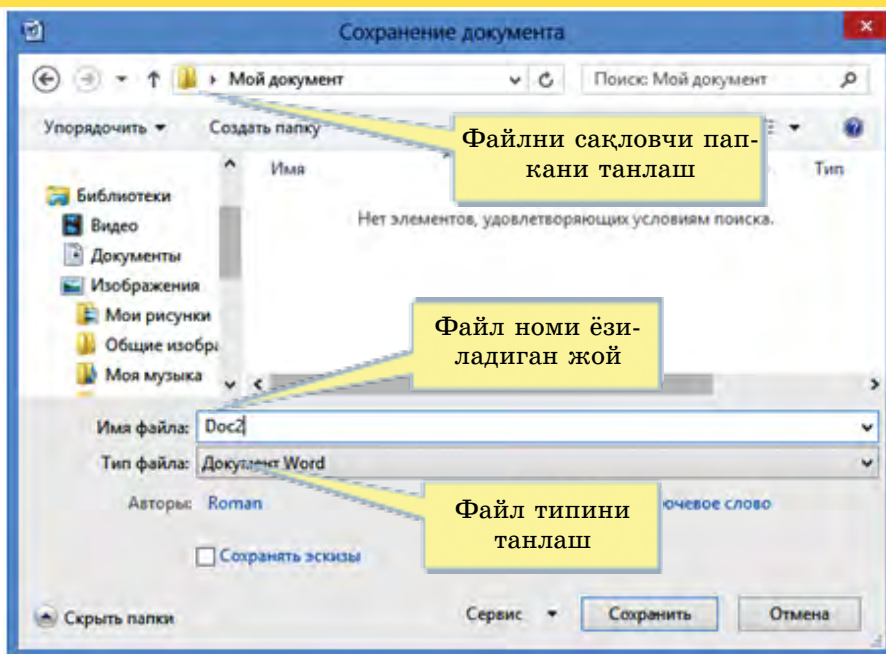 Сохранение документа
Мой документ
Поиск: Мой документ
Упорядочить
Создать папку
Файлни сақловчи пап-
кани танлаш
Имя
Тип
Библиотеки
Нет элементов, удовлетворяющих условиям поиска.
Видео
Документы
Изображения
Мои рисунки
Общие изобра
Моя музыка
Файл номи ёзи-
ладиган жой
Имя файла: Doc2
Тип файла: Документ Word
Авторы: Roman
слово
Файл типини
танлаш
Сохранять эскизы
Скрыть папки
Сервис
Сохранить
Отмена